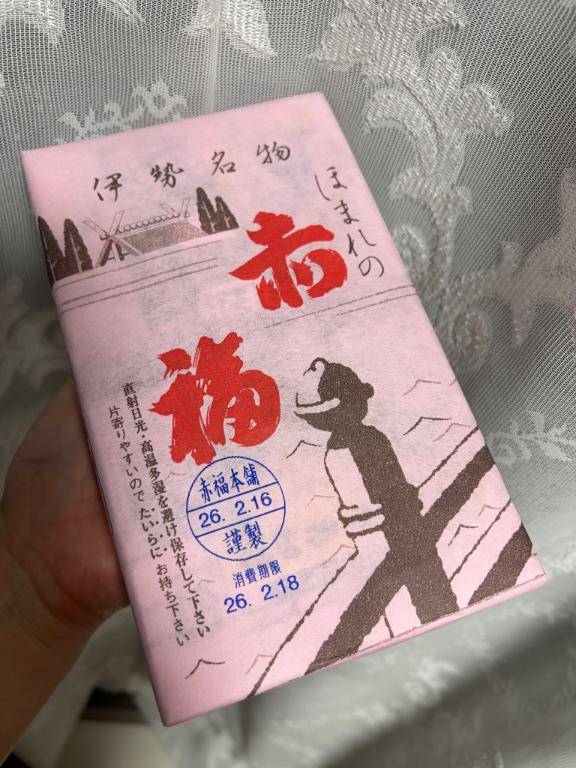 伊勢名物
ほまれの
赤
福
直射日光・高温多湿を避け保存して下さい
片寄りやすいので たいらに お持ち下さい
赤福本舗
26. 2.16
謹製
消費期限
26. 2.18